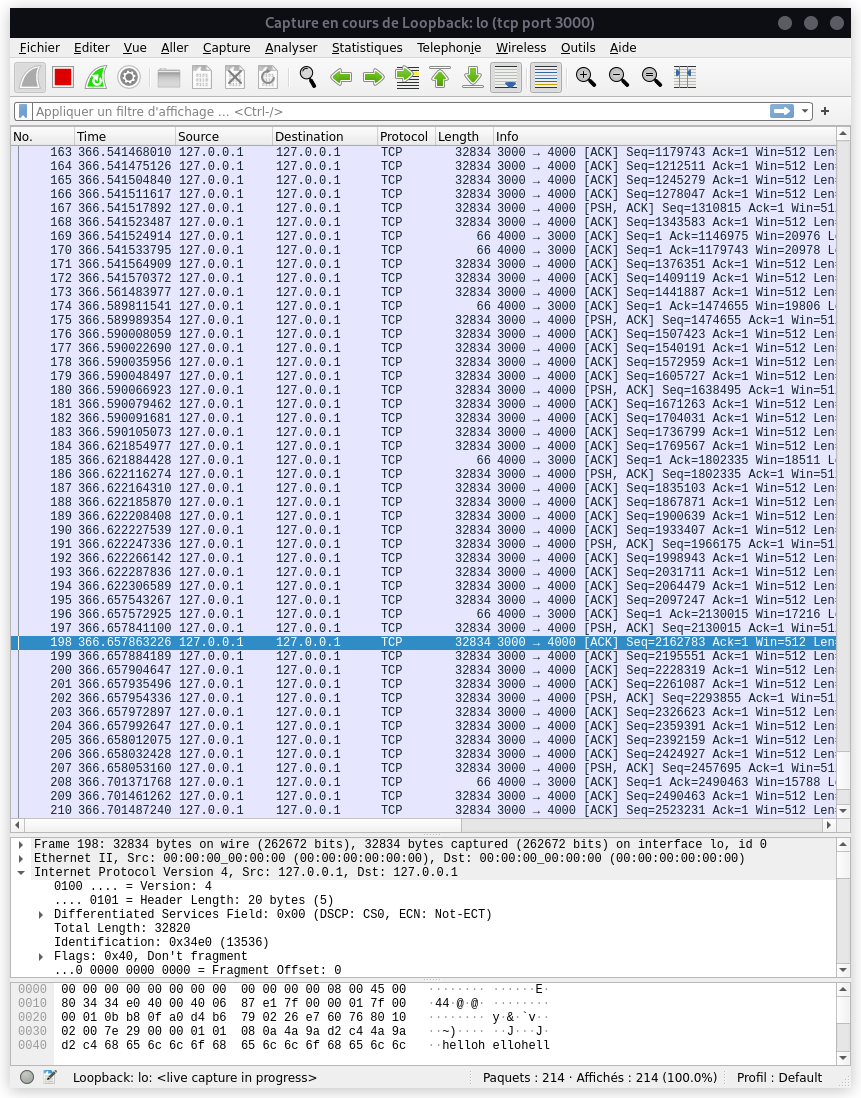 Capture en cours de Loopback: lo (tcp port 3000)
Fichier Editer Vue Aller Capture Analyser Statistiques Telephonie Wireless Outils Aide
Appliquer un filtre d'affichage … <Ctrl-/>
No. Time Source Destination Protocol Length Info
163 366.541468010 127.0.0.1 127.0.0.1 TCP 32834 3000 → 4000 [ACK] Seq=1179743 Ack=1 Win=512 Len=
164 366.541475126 127.0.0.1 127.0.0.1 TCP 32834 3000 → 4000 [ACK] Seq=1212511 Ack=1 Win=512 Len=
165 366.541504840 127.0.0.1 127.0.0.1 TCP 32834 3000 → 4000 [ACK] Seq=1245279 Ack=1 Win=512 Len=
166 366.541511617 127.0.0.1 127.0.0.1 TCP 32834 3000 → 4000 [ACK] Seq=1278047 Ack=1 Win=512 Len=
167 366.541517892 127.0.0.1 127.0.0.1 TCP 32834 3000 → 4000 [PSH, ACK] Seq=1310815 Ack=1 Win=51
168 366.541523487 127.0.0.1 127.0.0.1 TCP 32834 3000 → 4000 [ACK] Seq=1343583 Ack=1 Win=512 Len=
169 366.541524914 127.0.0.1 127.0.0.1 TCP 66 4000 → 3000 [ACK] Seq=1 Ack=1146975 Win=20976 L
170 366.541533795 127.0.0.1 127.0.0.1 TCP 66 4000 → 3000 [ACK] Seq=1 Ack=1179743 Win=20978 L
171 366.541564909 127.0.0.1 127.0.0.1 TCP 32834 3000 → 4000 [ACK] Seq=1376351 Ack=1 Win=512 Len=
172 366.541570372 127.0.0.1 127.0.0.1 TCP 32834 3000 → 4000 [ACK] Seq=1409119 Ack=1 Win=512 Len=
173 366.561483977 127.0.0.1 127.0.0.1 TCP 32834 3000 → 4000 [ACK] Seq=1441887 Ack=1 Win=512 Len=
174 366.589811541 127.0.0.1 127.0.0.1 TCP 66 4000 → 3000 [ACK] Seq=1 Ack=1474655 Win=19806 L
175 366.589989354 127.0.0.1 127.0.0.1 TCP 32834 3000 → 4000 [PSH, ACK] Seq=1474655 Ack=1 Win=51
176 366.590008059 127.0.0.1 127.0.0.1 TCP 32834 3000 → 4000 [ACK] Seq=1507423 Ack=1 Win=512 Len=
177 366.590022690 127.0.0.1 127.0.0.1 TCP 32834 3000 → 4000 [ACK] Seq=1540191 Ack=1 Win=512 Len=
178 366.590035956 127.0.0.1 127.0.0.1 TCP 32834 3000 → 4000 [ACK] Seq=1572959 Ack=1 Win=512 Len=
179 366.590048497 127.0.0.1 127.0.0.1 TCP 32834 3000 → 4000 [ACK] Seq=1605727 Ack=1 Win=512 Len=
180 366.590066923 127.0.0.1 127.0.0.1 TCP 32834 3000 → 4000 [PSH, ACK] Seq=1638495 Ack=1 Win=51
181 366.590079462 127.0.0.1 127.0.0.1 TCP 32834 3000 → 4000 [ACK] Seq=1671263 Ack=1 Win=512 Len=
182 366.590091681 127.0.0.1 127.0.0.1 TCP 32834 3000 → 4000 [ACK] Seq=1704031 Ack=1 Win=512 Len=
183 366.590105073 127.0.0.1 127.0.0.1 TCP 32834 3000 → 4000 [ACK] Seq=1736799 Ack=1 Win=512 Len=
184 366.621854977 127.0.0.1 127.0.0.1 TCP 32834 3000 → 4000 [ACK] Seq=1769567 Ack=1 Win=512 Len=
185 366.621884428 127.0.0.1 127.0.0.1 TCP 66 4000 → 3000 [ACK] Seq=1 Ack=1802335 Win=18511 L
186 366.622116274 127.0.0.1 127.0.0.1 TCP 32834 3000 → 4000 [PSH, ACK] Seq=1802335 Ack=1 Win=51
187 366.622164310 127.0.0.1 127.0.0.1 TCP 32834 3000 → 4000 [ACK] Seq=1835103 Ack=1 Win=512 Len=
188 366.622185870 127.0.0.1 127.0.0.1 TCP 32834 3000 → 4000 [ACK] Seq=1867871 Ack=1 Win=512 Len=
189 366.622208408 127.0.0.1 127.0.0.1 TCP 32834 3000 → 4000 [ACK] Seq=1900639 Ack=1 Win=512 Len=
190 366.622227539 127.0.0.1 127.0.0.1 TCP 32834 3000 → 4000 [ACK] Seq=1933407 Ack=1 Win=512 Len=
191 366.622247336 127.0.0.1 127.0.0.1 TCP 32834 3000 → 4000 [PSH, ACK] Seq=1966175 Ack=1 Win=51
192 366.622266142 127.0.0.1 127.0.0.1 TCP 32834 3000 → 4000 [ACK] Seq=1998943 Ack=1 Win=512 Len=
193 366.622287836 127.0.0.1 127.0.0.1 TCP 32834 3000 → 4000 [ACK] Seq=2031711 Ack=1 Win=512 Len=
194 366.622306589 127.0.0.1 127.0.0.1 TCP 32834 3000 → 4000 [ACK] Seq=2064479 Ack=1 Win=512 Len=
195 366.657543267 127.0.0.1 127.0.0.1 TCP 32834 3000 → 4000 [ACK] Seq=2097247 Ack=1 Win=512 Len=
196 366.657572925 127.0.0.1 127.0.0.1 TCP 66 4000 → 3000 [ACK] Seq=1 Ack=2130015 Win=17216 L
197 366.657841100 127.0.0.1 127.0.0.1 TCP 32834 3000 → 4000 [PSH, ACK] Seq=2130015 Ack=1 Win=51
198 366.657863226 127.0.0.1 127.0.0.1 TCP 32834 3000 → 4000 [ACK] Seq=2162783 Ack=1 Win=512 Len=
199 366.657884189 127.0.0.1 127.0.0.1 TCP 32834 3000 → 4000 [ACK] Seq=2195551 Ack=1 Win=512 Len=
200 366.657904647 127.0.0.1 127.0.0.1 TCP 32834 3000 → 4000 [ACK] Seq=2228319 Ack=1 Win=512 Len=
201 366.657935496 127.0.0.1 127.0.0.1 TCP 32834 3000 → 4000 [ACK] Seq=2261087 Ack=1 Win=512 Len=
202 366.657954336 127.0.0.1 127.0.0.1 TCP 32834 3000 → 4000 [PSH, ACK] Seq=2293855 Ack=1 Win=51
203 366.657972897 127.0.0.1 127.0.0.1 TCP 32834 3000 → 4000 [ACK] Seq=2326623 Ack=1 Win=512 Len=
204 366.657992647 127.0.0.1 127.0.0.1 TCP 32834 3000 → 4000 [ACK] Seq=2359391 Ack=1 Win=512 Len=
205 366.658012075 127.0.0.1 127.0.0.1 TCP 32834 3000 → 4000 [ACK] Seq=2392159 Ack=1 Win=512 Len=
206 366.658032428 127.0.0.1 127.0.0.1 TCP 32834 3000 → 4000 [ACK] Seq=2424927 Ack=1 Win=512 Len=
207 366.658053160 127.0.0.1 127.0.0.1 TCP 32834 3000 → 4000 [PSH, ACK] Seq=2457695 Ack=1 Win=51
208 366.701371768 127.0.0.1 127.0.0.1 TCP 66 4000 → 3000 [ACK] Seq=1 Ack=2490463 Win=15788 L
209 366.701461262 127.0.0.1 127.0.0.1 TCP 32834 3000 → 4000 [ACK] Seq=2490463 Ack=1 Win=512 Len=
210 366.701487240 127.0.0.1 127.0.0.1 TCP 32834 3000 → 4000 [ACK] Seq=2523231 Ack=1 Win=512 Len=
Frame 198: 32834 bytes on wire (262672 bits), 32834 bytes captured (262672 bits) on interface lo, id 0
Ethernet II, Src: 00:00:00_00:00:00 (00:00:00:00:00:00), Dst: 00:00:00_00:00:00 (00:00:00:00:00:00)
Internet Protocol Version 4, Src: 127.0.0.1, Dst: 127.0.0.1
0100 .... = Version: 4
.... 0101 = Header Length: 20 bytes (5)
Differentiated Services Field: 0x00 (DSCP: CS0, ECN: Not-ECT)
Total Length: 32820
Identification: 0x34e0 (13536)
Flags: 0x40, Don't fragment
...0 0000 0000 0000 = Fragment Offset: 0
0000 00 00 00 00 00 00 00 00 00 00 00 00 08 00 45 00 ········ ······E·
0010 80 34 34 e0 40 00 40 06 87 e1 7f 00 00 01 7f 00 ·44·@·@· ········
0020 00 01 0b b8 0f a0 d4 b6 79 02 26 e7 60 76 80 10 ········ y·&·`v··
0030 02 00 7e 29 00 00 01 01 08 0a 4a 9a d2 c4 4a 9a ··~)···· ··J···J·
0040 d2 c4 68 65 6c 6c 6f 68 65 6c 6c 6f 68 65 6c 6c ··helloh ellohell
Loopback: lo: <live capture in progress> Paquets : 214 · Affichés : 214 (100.0%) Profil : Default